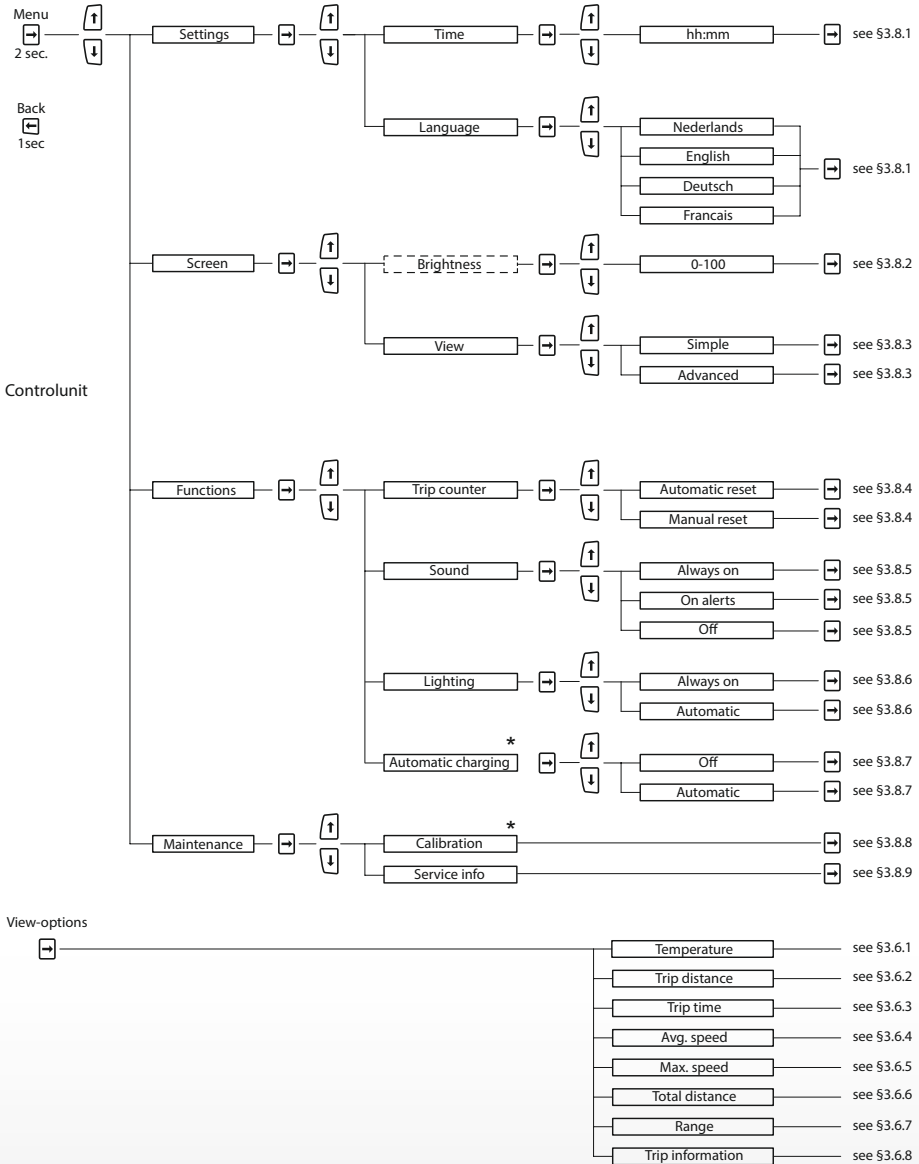 Menu
2 sec.
Settings
Time
hh:mm
see §3.8.1
Back
1sec
Language
Nederlands
English
Deutsch
Francais
see §3.8.1
Screen
Brightness
0-100
see §3.8.2
View
Simple
see §3.8.3
Advanced
see §3.8.3
Controlunit
Functions
Trip counter
Automatic reset
see §3.8.4
Manual reset
see §3.8.4
Sound
Always on
see §3.8.5
On alerts
see §3.8.5
Off
see §3.8.5
Lighting
Always on
see §3.8.6
Automatic
see §3.8.6
*
Automatic charging
Off
see §3.8.7
Automatic
see §3.8.7
*
Maintenance
Calibration
see §3.8.8
Service info
see §3.8.9
View-options
Temperature
see §3.6.1
Trip distance
see §3.6.2
Trip time
see §3.6.3
Avg. speed
see §3.6.4
Max. speed
see §3.6.5
Total distance
see §3.6.6
Range
see §3.6.7
Trip information
see §3.6.8